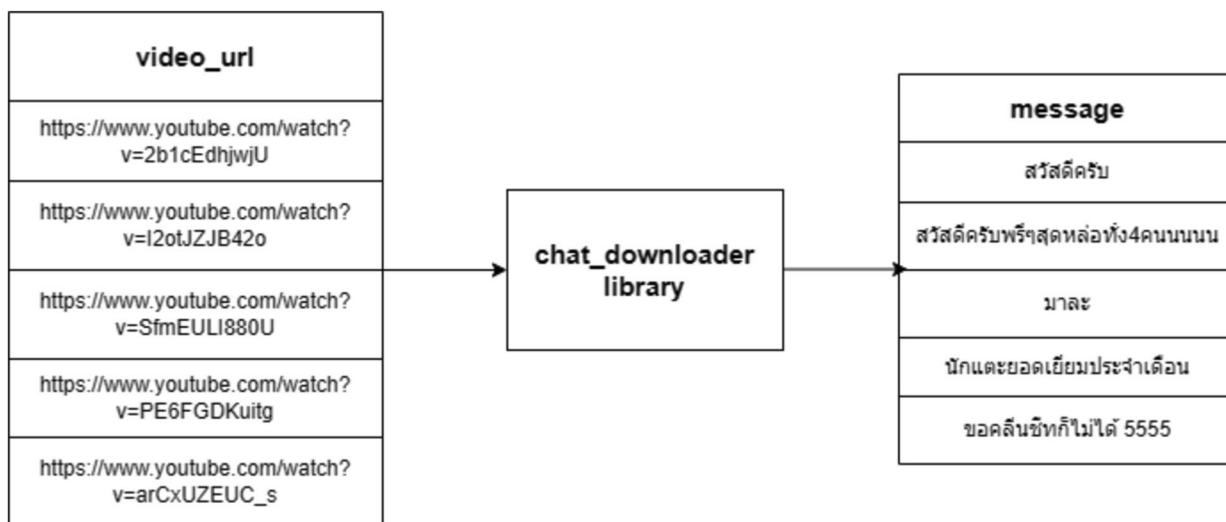 video_url
https://www.youtube.com/watch?
v=2b1cEdhjwjU
https://www.youtube.com/watch?
v=I2otJZJB42o
https://www.youtube.com/watch?
v=SfmEULI880U
https://www.youtube.com/watch?
v=PE6FGDKuitg
https://www.youtube.com/watch?
v=arCxUZEUC_s
chat_downloader
library
message
สวัสดีครับ
สวัสดีครับพรี่ๆสุดหล่อทั้ง4คนนนนน
มาละ
นักแตะยอดเยี่ยมประจำเดือน
ขอคลีนชีทก็ไม่ได้ 5555